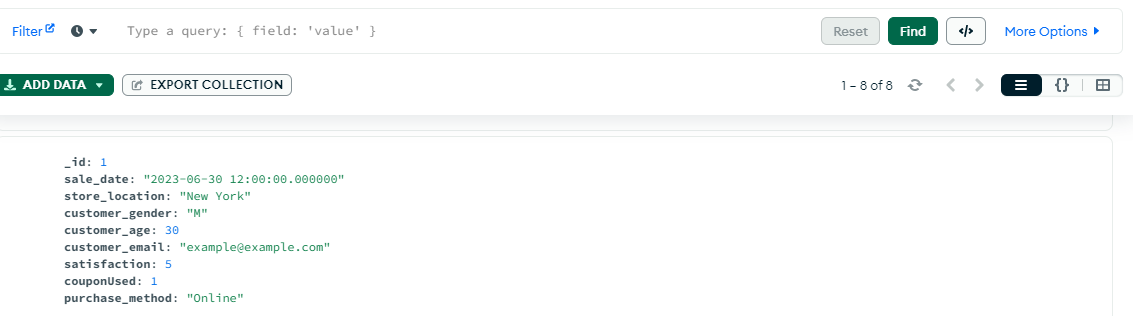 Filter Type a query: { field: 'value' } Reset Find </> More Options
ADD DATA EXPORT COLLECTION 1 – 8 of 8 {}
_id: 1
sale_date: "2023-06-30 12:00:00.000000"
store_location: "New York"
customer_gender: "M"
customer_age: 30
customer_email: "example@example.com"
satisfaction: 5
couponUsed: 1
purchase_method: "Online"